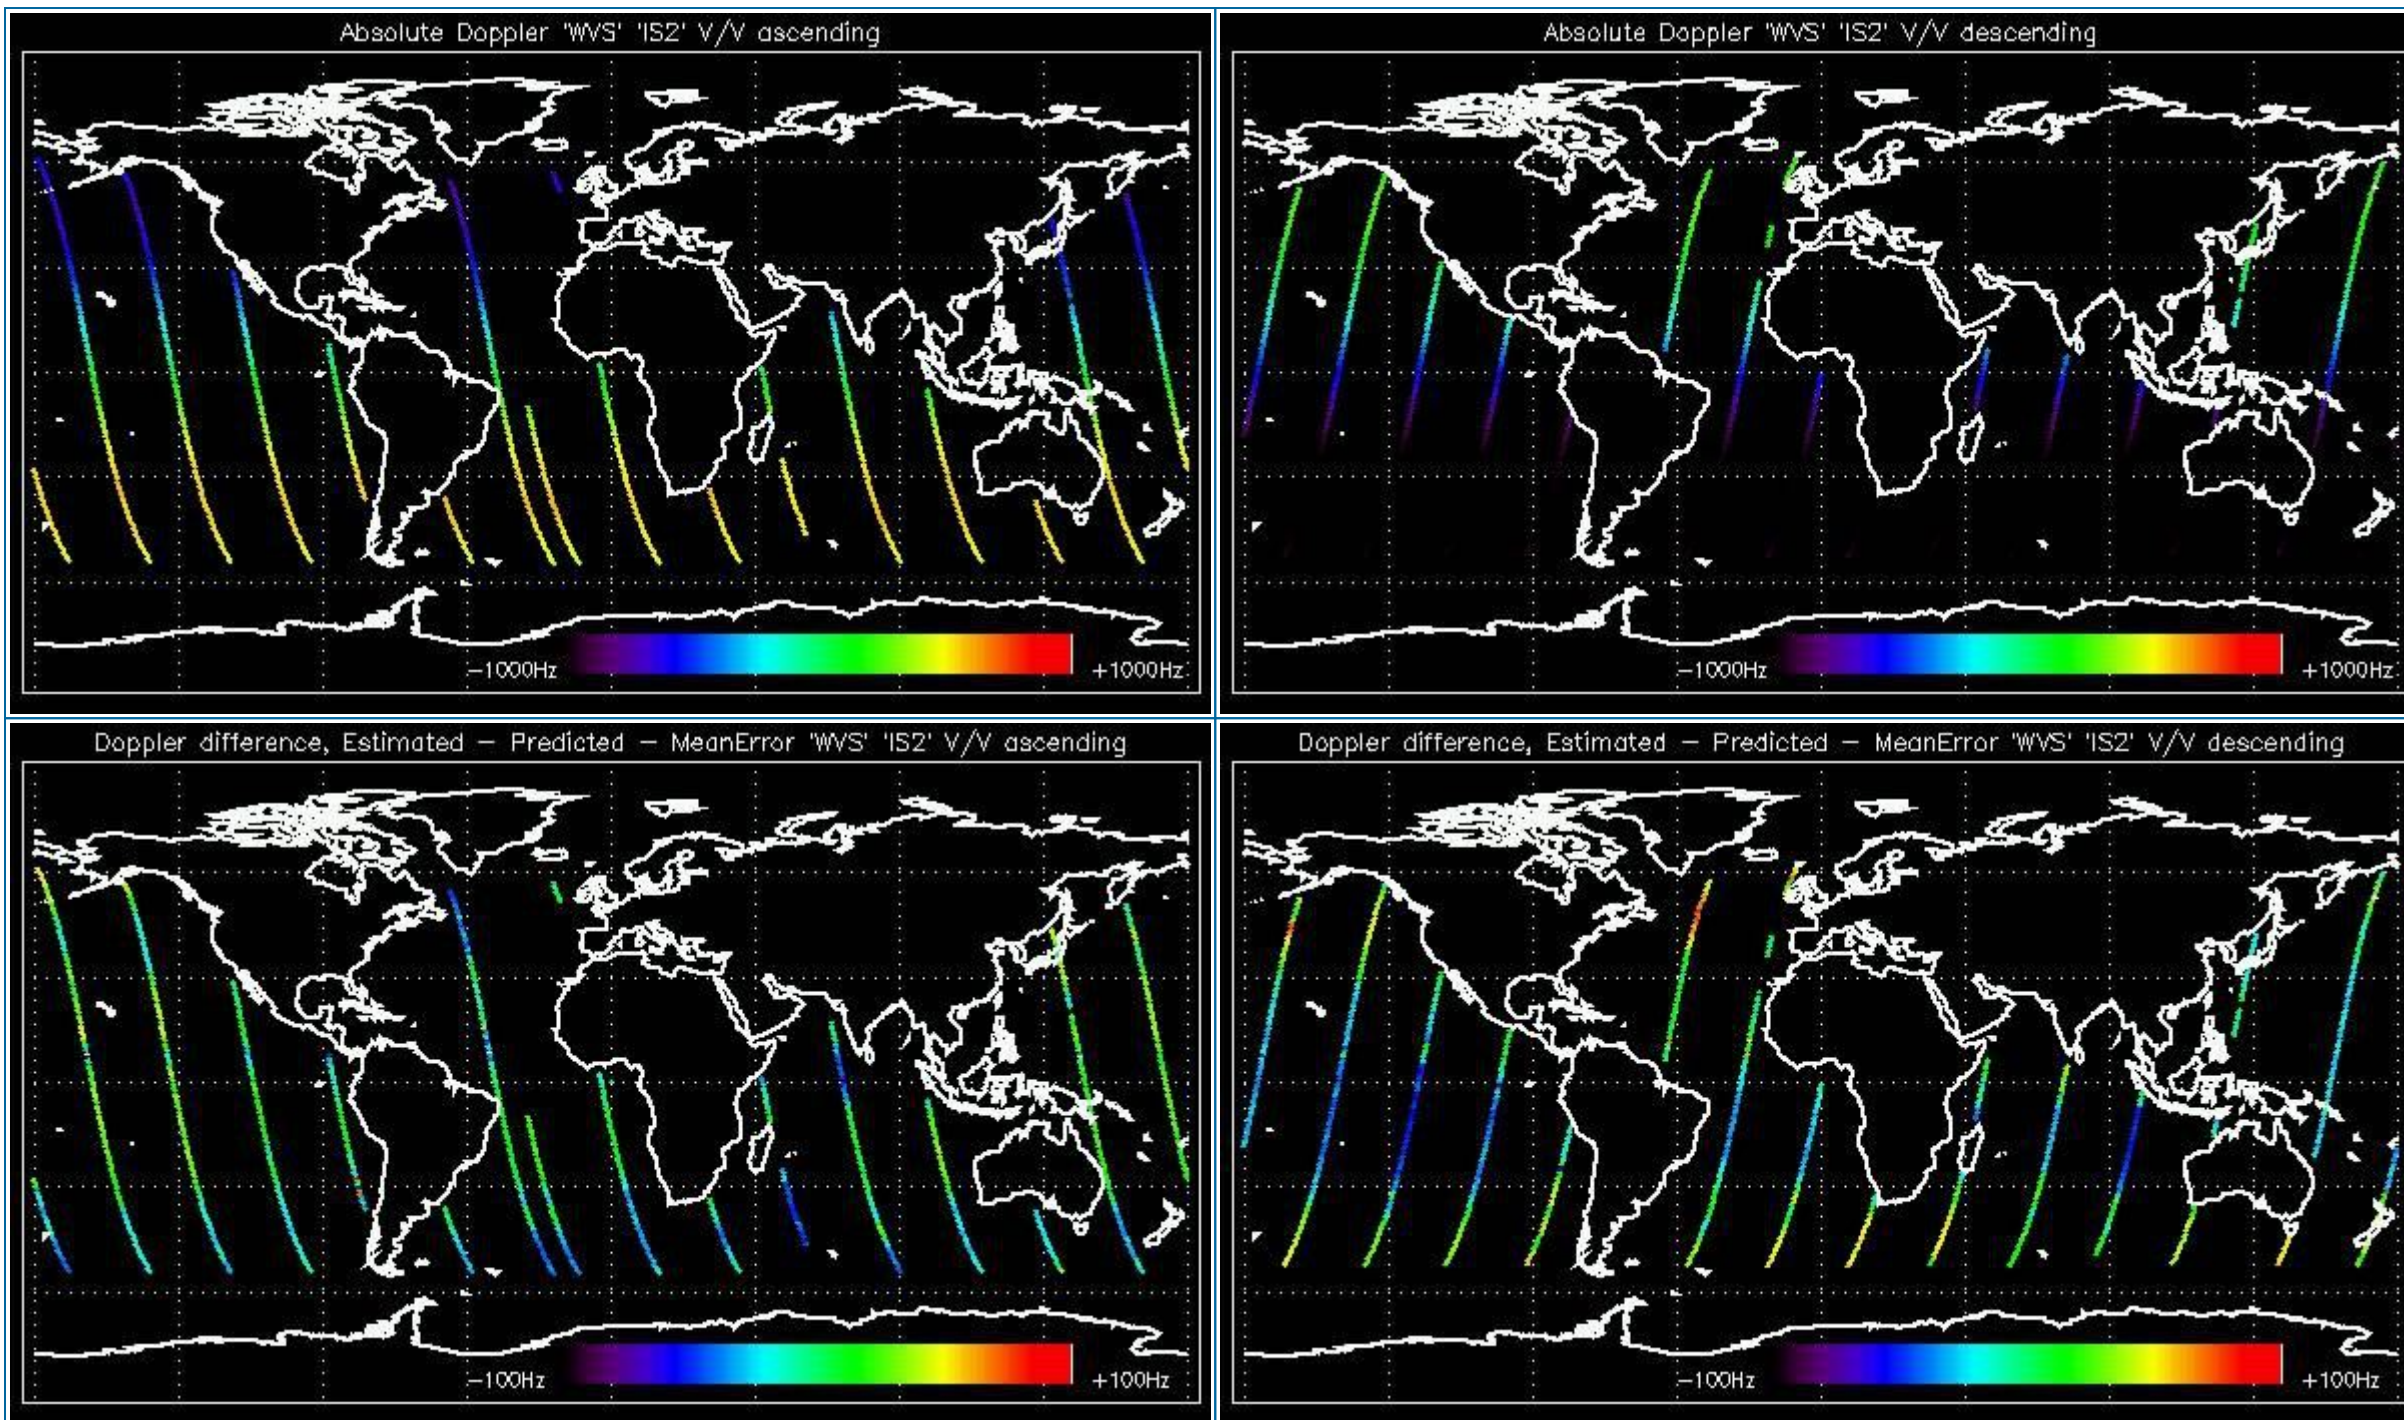 Absolute Doppler 'WVS' 'IS2' V/V ascending
-1000Hz
+1000Hz
Absolute Doppler 'WVS' 'IS2' V/V descending
-1000Hz
+1000Hz
Doppler difference, Estimated - Predicted - MeanError 'WVS' 'IS2' V/V ascending
-100Hz
+100Hz
Doppler difference, Estimated - Predicted - MeanError 'WVS' 'IS2' V/V descending
-100Hz
+100Hz